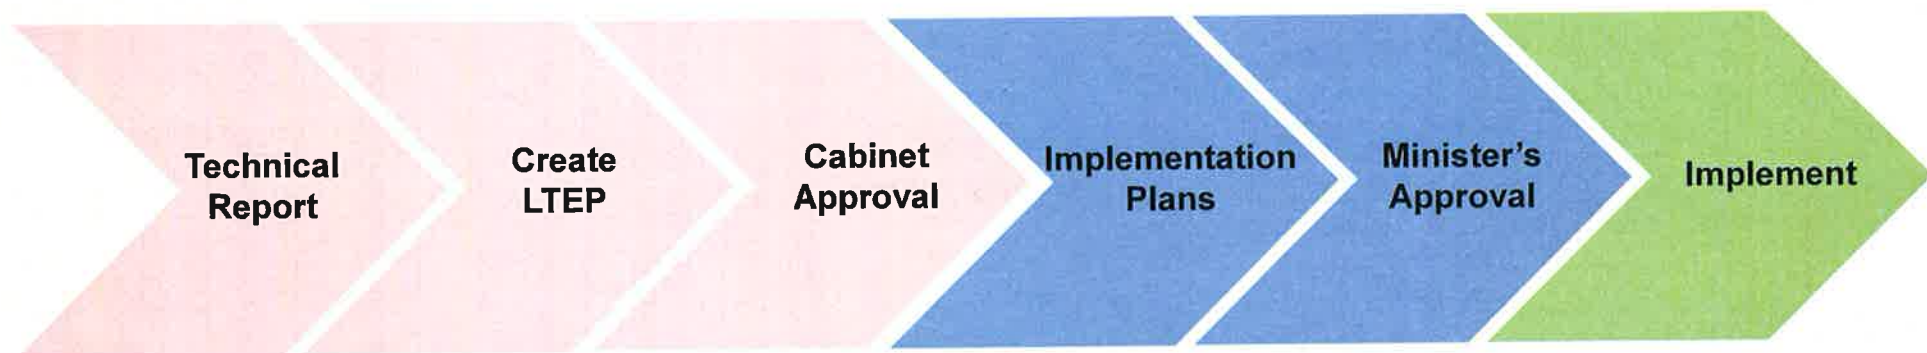 Technical
Report
Create
LTEP
Cabinet
Approval
Implementation
Plans
Minister's
Approval
Implement